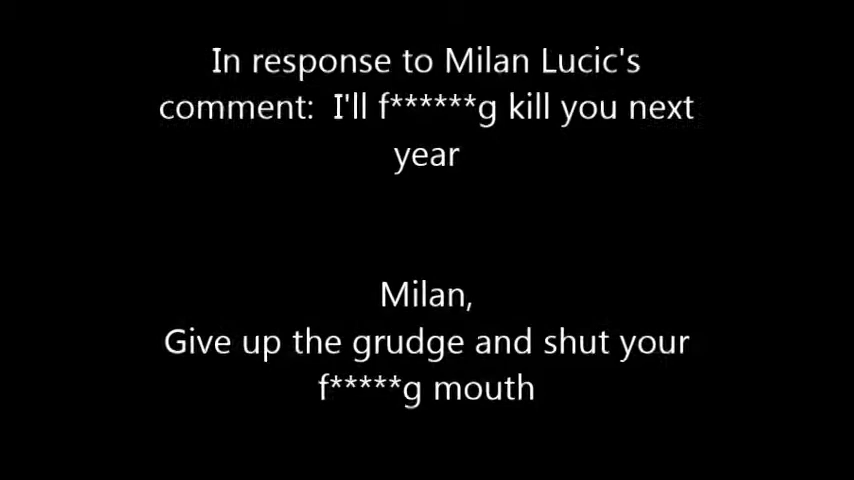 In response to Milan Lucic's
comment:  I'll f******g kill you next
year
Milan,
Give up the grudge and shut your
f*****g mouth